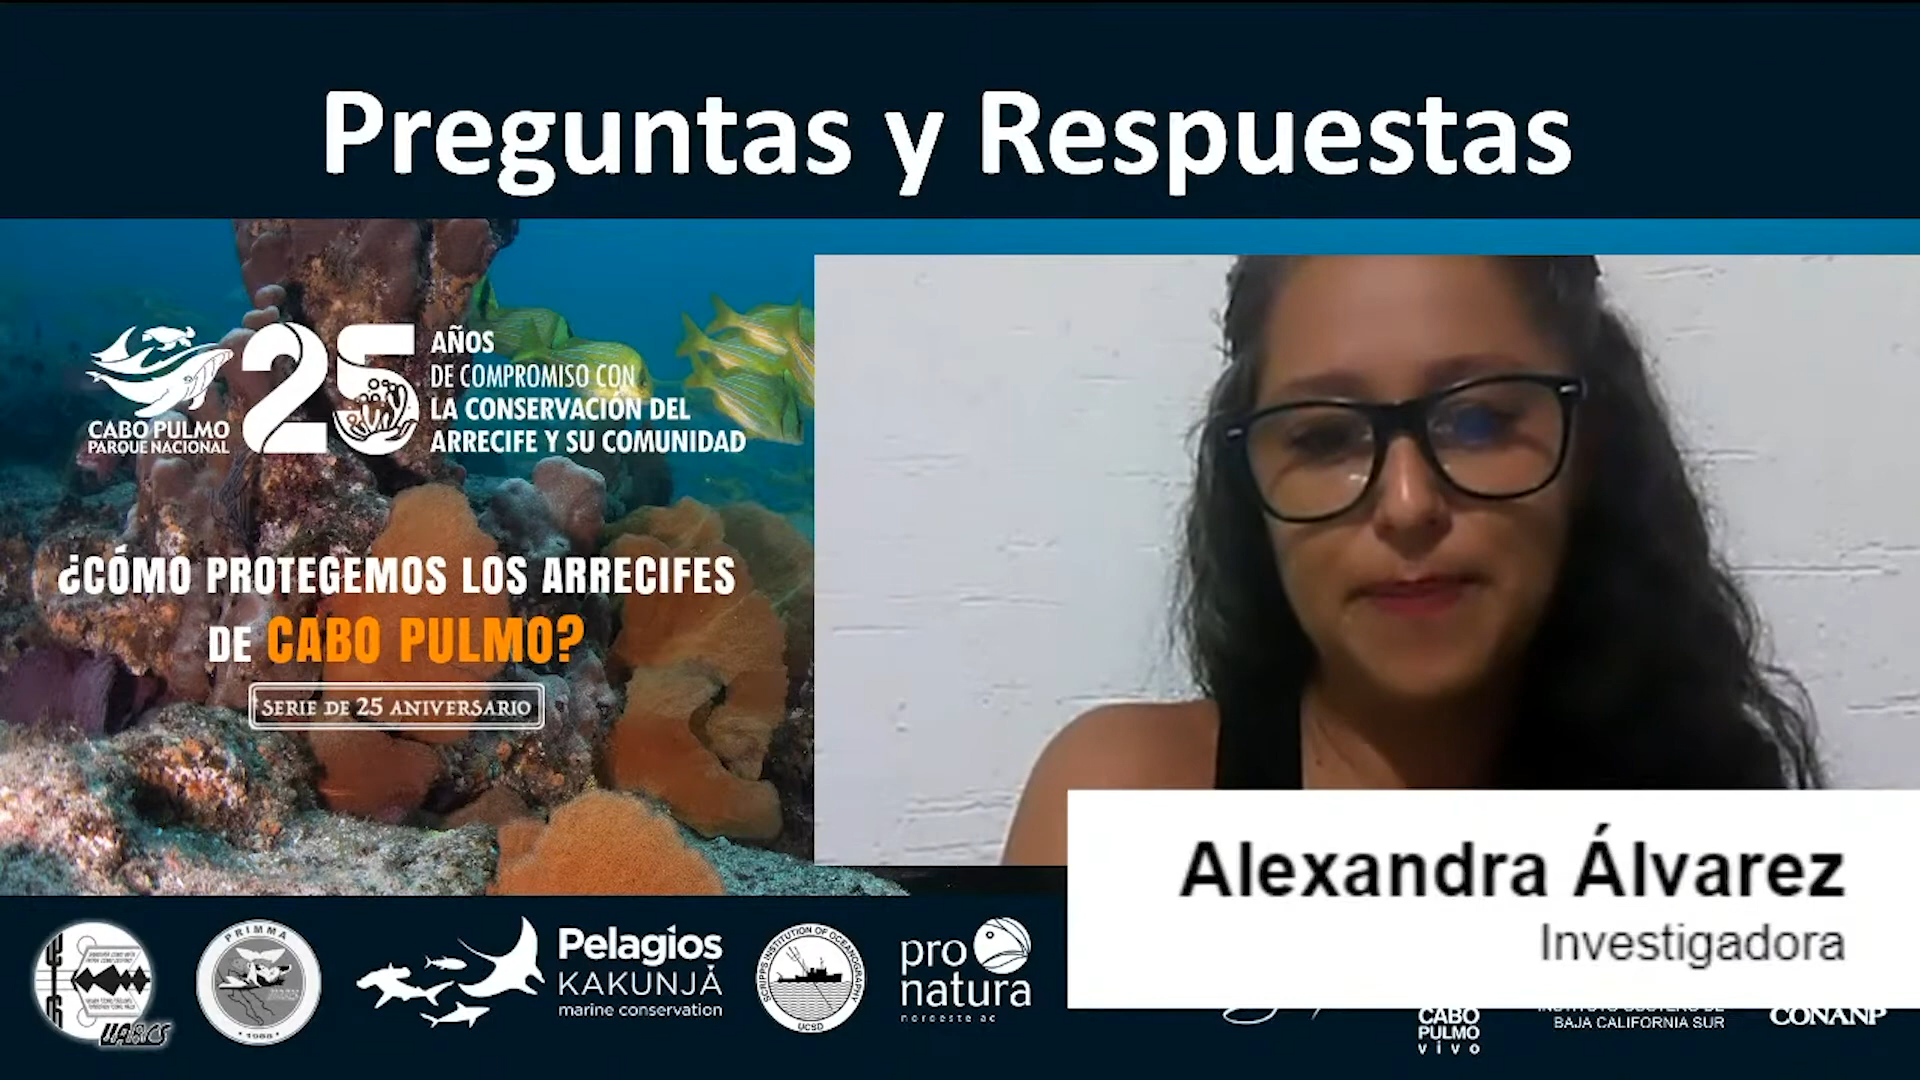 Preguntas y Respuestas
CABO PULMO
PARQUE NACIONAL
25
AÑOS
DE COMPROMISO CON
LA CONSERVACIÓN DEL
ARRECIFE Y SU COMUNIDAD
¿CÓMO PROTEGEMOS LOS ARRECIFES
DE CABO PULMO?
SERIE DE 25 ANIVERSARIO
Alexandra Álvarez
Investigadora
UABCS
PRIMMA
1988
Pelagios
KAKUNJÁ
marine conservation
SCRIPPS INSTITUTION OF OCEANOGRAPHY
UCSD
pro
natura
noroeste ac
CABO
PULMO
vivo
BAJA CALIFORNIA SUR
CONANP